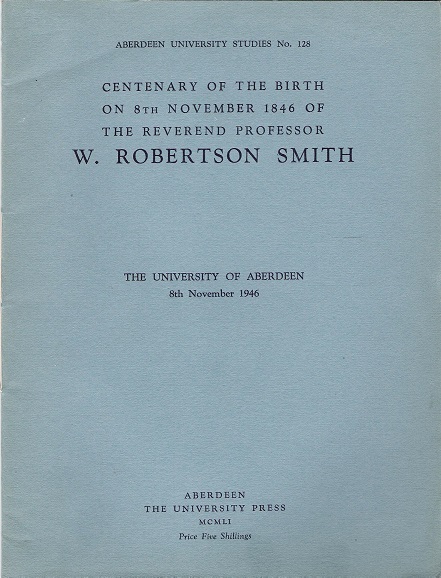 ABERDEEN UNIVERSITY STUDIES No. 128
CENTENARY OF THE BIRTH
ON 8TH NOVEMBER 1846 OF
THE REVEREND PROFESSOR
W. ROBERTSON SMITH
THE UNIVERSITY OF ABERDEEN
8th November 1946
ABERDEEN
THE UNIVERSITY PRESS
MCMLI
Price Five Shillings